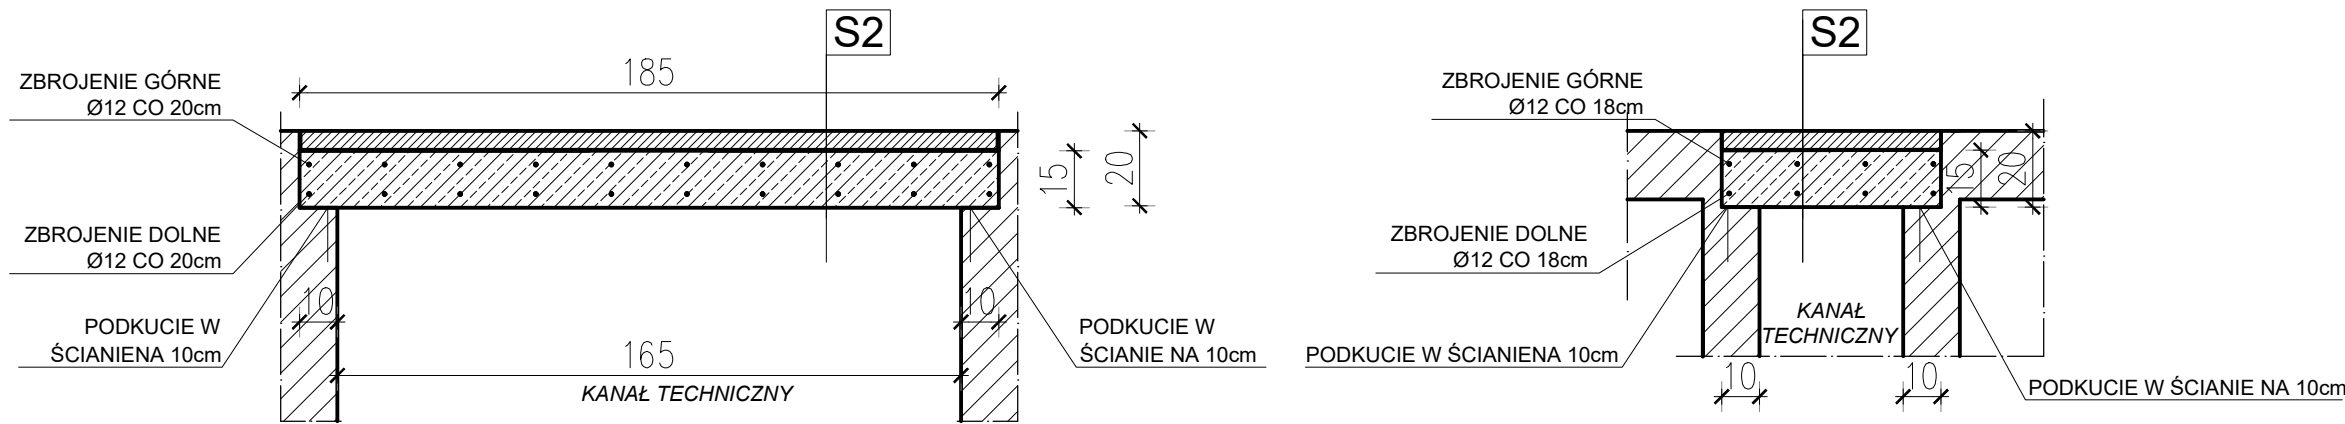 S2
185
ZBROJENIE GÓRNE
Ø12 CO 20cm
15
20
ZBROJENIE DOLNE
Ø12 CO 20cm
10
10
PODKUCIE W
ŚCIANIENA 10cm
PODKUCIE W
ŚCIANIE NA 10cm
165
KANAŁ TECHNICZNY
S2
ZBROJENIE GÓRNE
Ø12 CO 18cm
15
20
ZBROJENIE DOLNE
Ø12 CO 18cm
KANAŁ
TECHNICZNY
PODKUCIE W ŚCIANIENA 10cm
10
10
PODKUCIE W ŚCIANIE NA 10cm